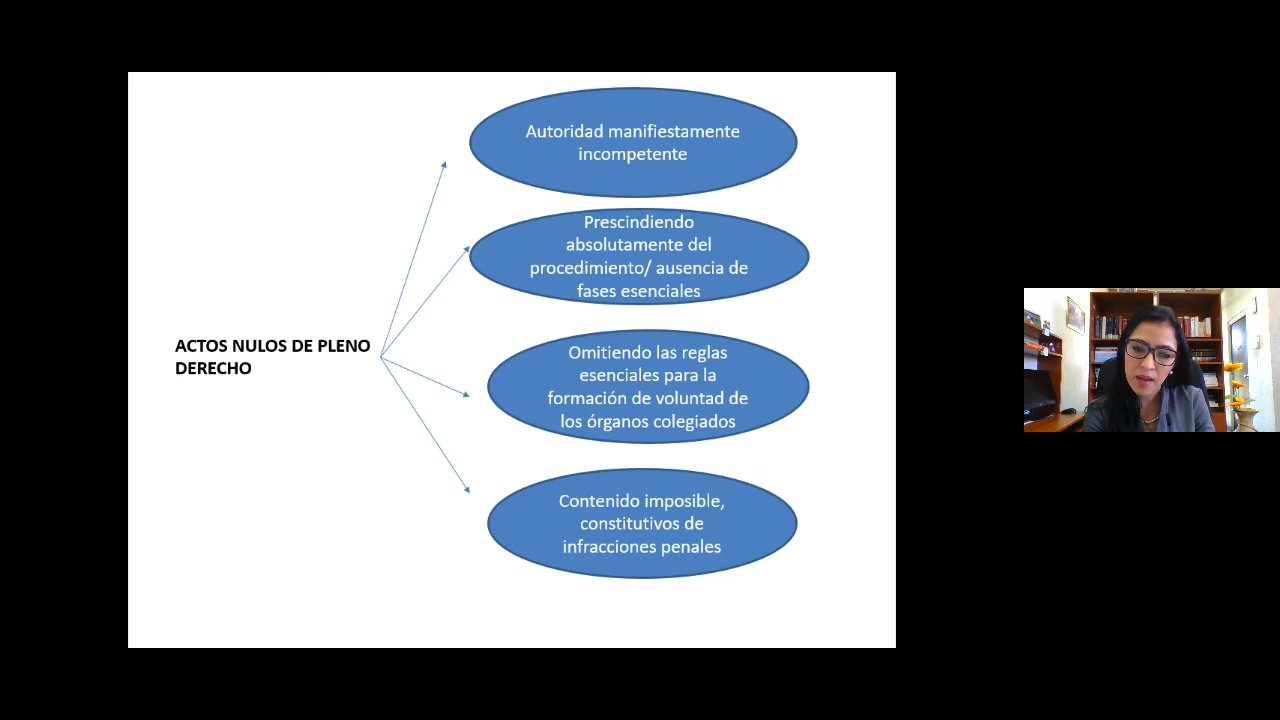 Autoridad manifiestamente
incompetente
Prescindiendo
absolutamente del
procedimiento/ ausencia de
fases esenciales
ACTOS NULOS DE PLENO
DERECHO
Omitiendo las reglas
esenciales para la
formación de voluntad de
los órganos colegiados
Contenido imposible,
constitutivos de
infracciones penales